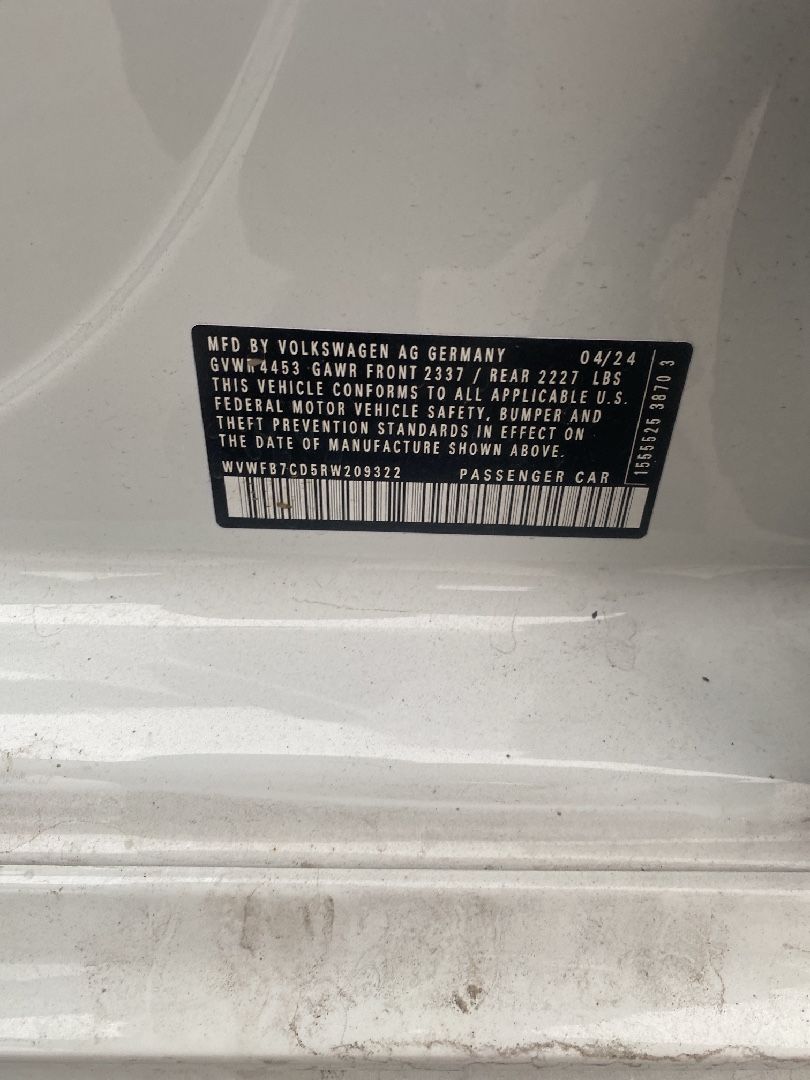 MFD BY VOLKSWAGEN AG GERMANY 04/24
GVWR 4453 GAWR FRONT 2337 / REAR 2227 LBS
THIS VEHICLE CONFORMS TO ALL APPLICABLE U.S.
FEDERAL MOTOR VEHICLE SAFETY, BUMPER AND
THEFT PREVENTION STANDARDS IN EFFECT ON
THE DATE OF MANUFACTURE SHOWN ABOVE.
WVWFB7CD5RW209322 PASSENGER CAR
1555525 3870 3